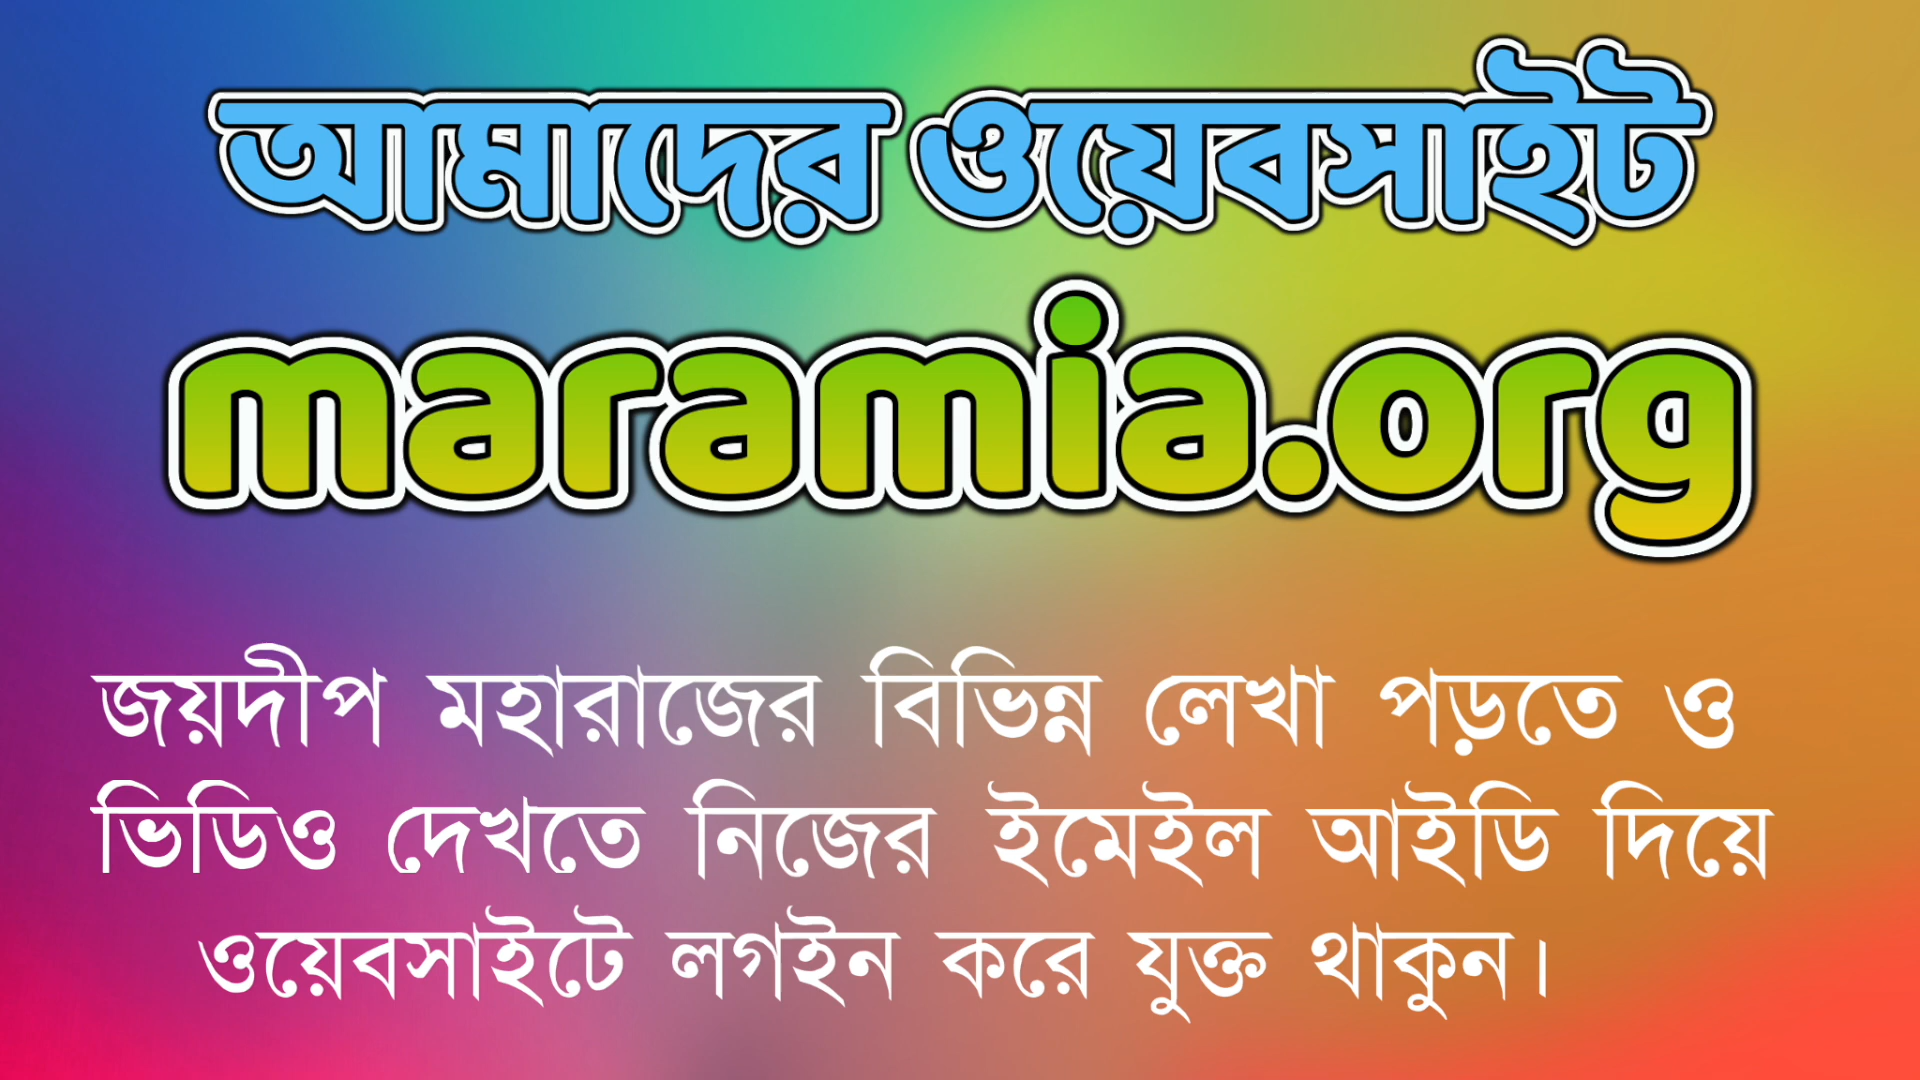 আমাদের ওয়েবসাইট
maramia.org
জয়দীপ মহারাজের বিভিন্ন লেখা পড়তে ও
ভিডিও দেখতে নিজের ইমেইল আইডি দিয়ে
ওয়েবসাইটে লগইন করে যুক্ত থাকুন।